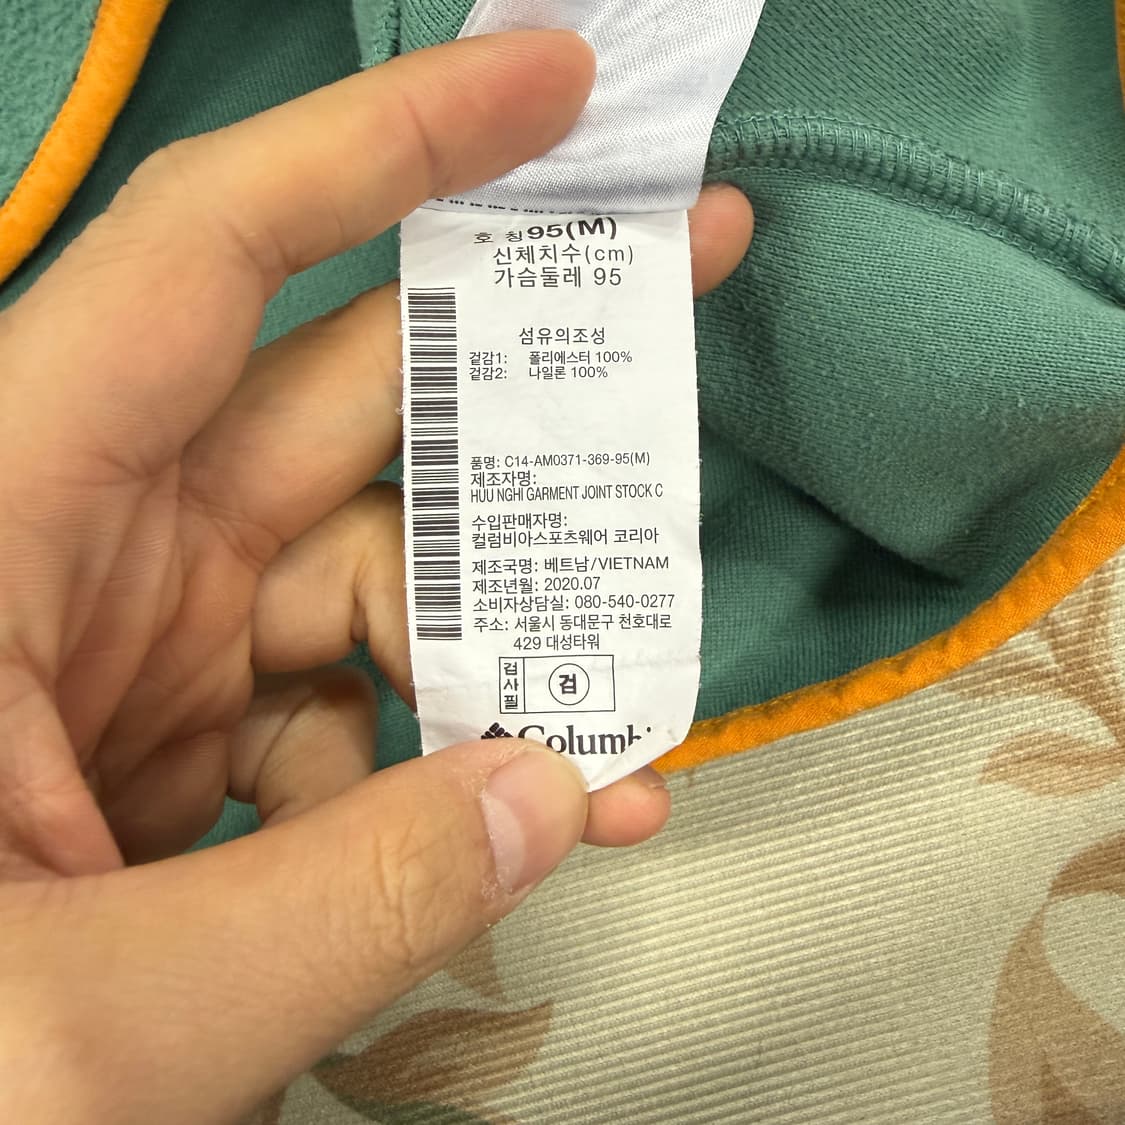 호 칭95(M)
신체치수(cm)
가슴둘레 95
섬유의조성
겉감1: 폴리에스터 100%
겉감2: 나일론 100%
품명: C14-AM0371-369-95(M)
제조자명:
HUU NGHI GARMENT JOINT STOCK C
수입판매자명:
컬럼비아스포츠웨어 코리아
제조국명: 베트남/VIETNAM
제조년월: 2020.07
소비자상담실: 080-540-0277
주소: 서울시 동대문구 천호대로
429 대성타워
검사필
검